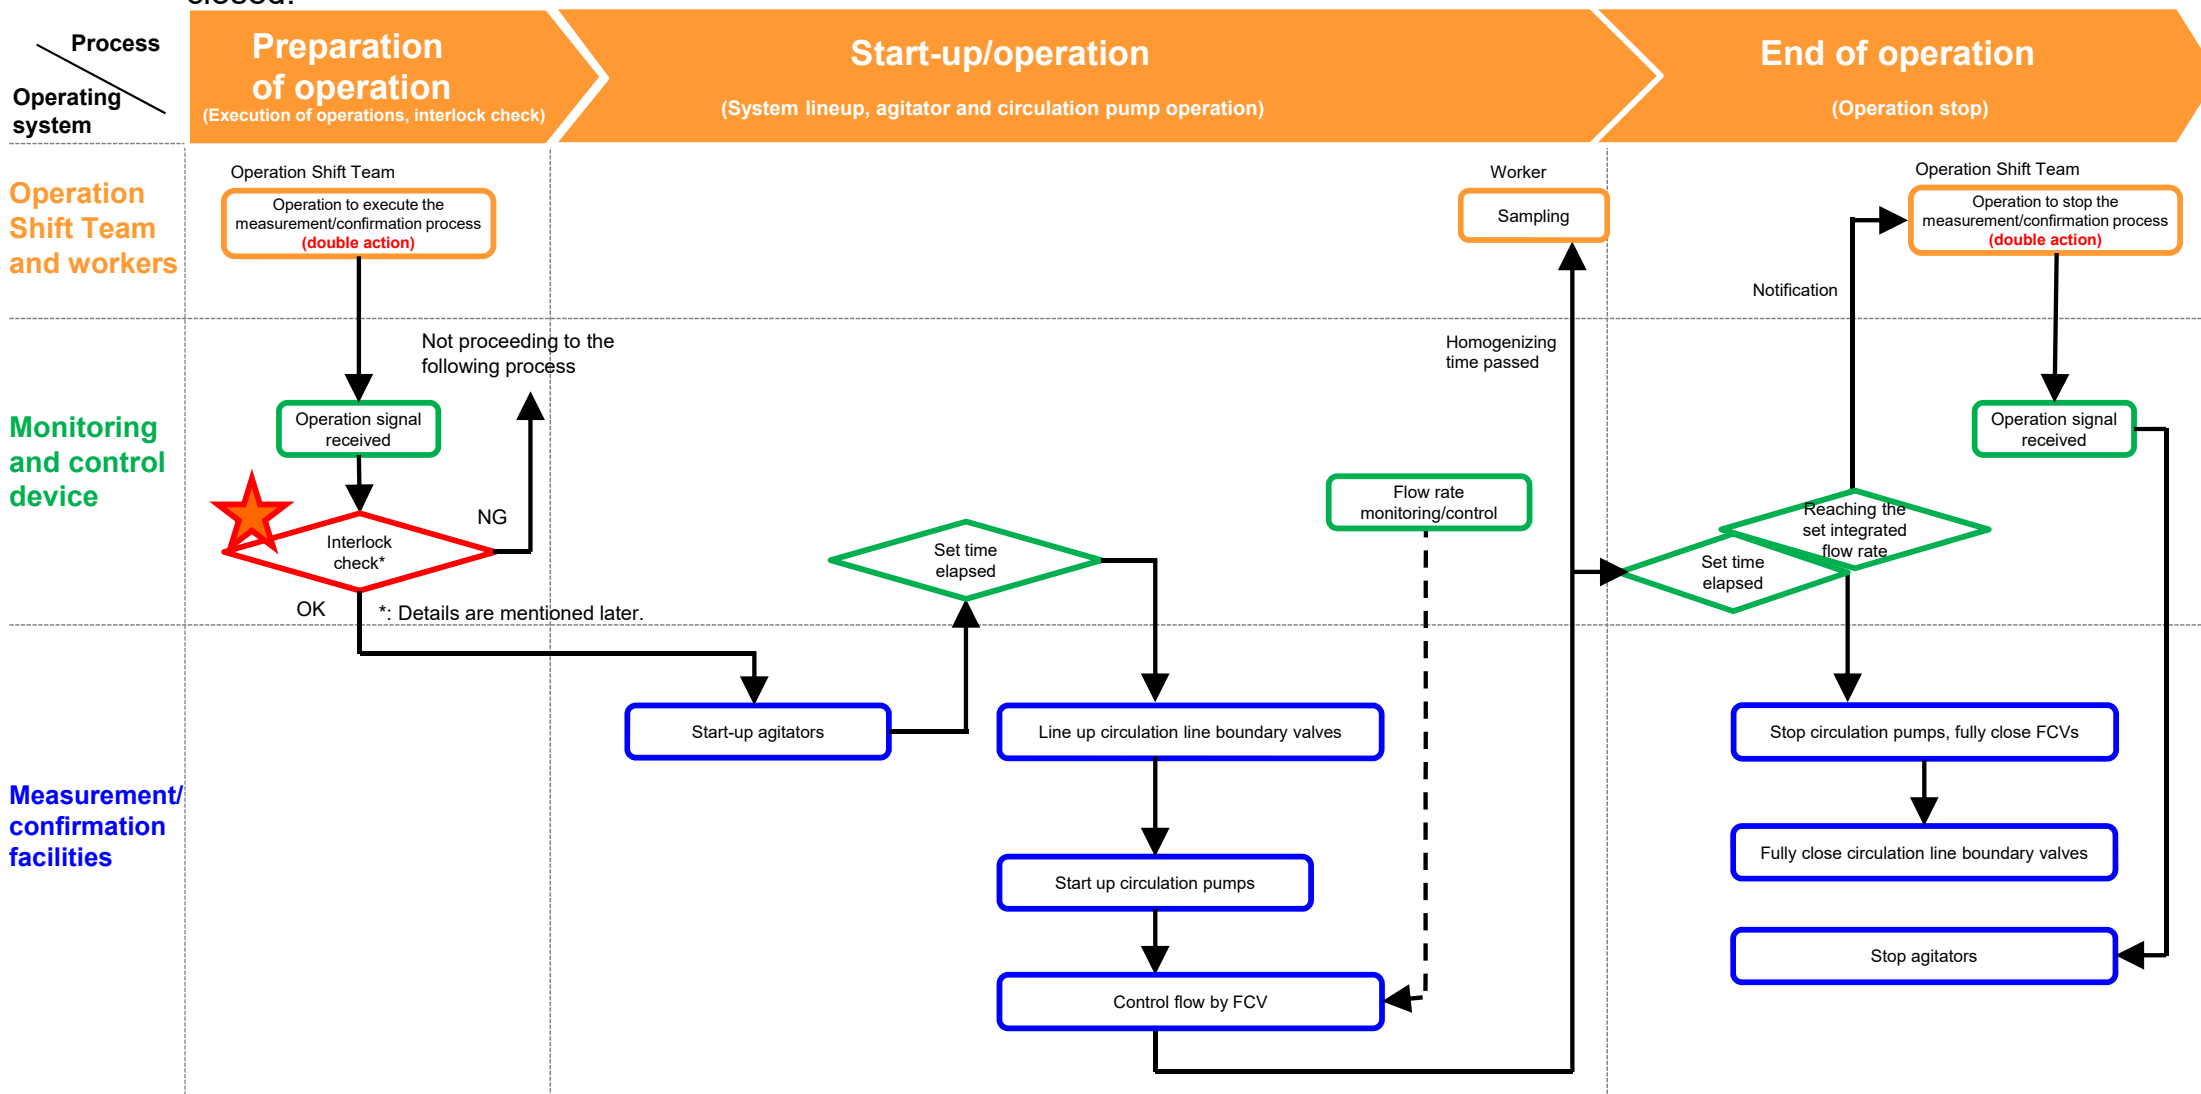 closed.
Process
Operating
system
Preparation
of operation
(Execution of operations, interlock check)
Start-up/operation
(System lineup, agitator and circulation pump operation)
End of operation
(Operation stop)
Operation
Shift Team
and workers
Operation Shift Team
Operation to execute the
measurement/confirmation process
(double action)
Worker
Sampling
Operation Shift Team
Operation to stop the
measurement/confirmation process
(double action)
Notification
Monitoring
and control
device
Not proceeding to the
following process
Operation signal
received
Interlock
check*
NG
OK
*: Details are mentioned later.
Set time
elapsed
Flow rate
monitoring/control
Homogenizing
time passed
Reaching the
set integrated
flow rate
Set time
elapsed
Operation signal
received
Measurement/
confirmation
facilities
Start-up agitators
Line up circulation line boundary valves
Start up circulation pumps
Control flow by FCV
Stop circulation pumps, fully close FCVs
Fully close circulation line boundary valves
Stop agitators